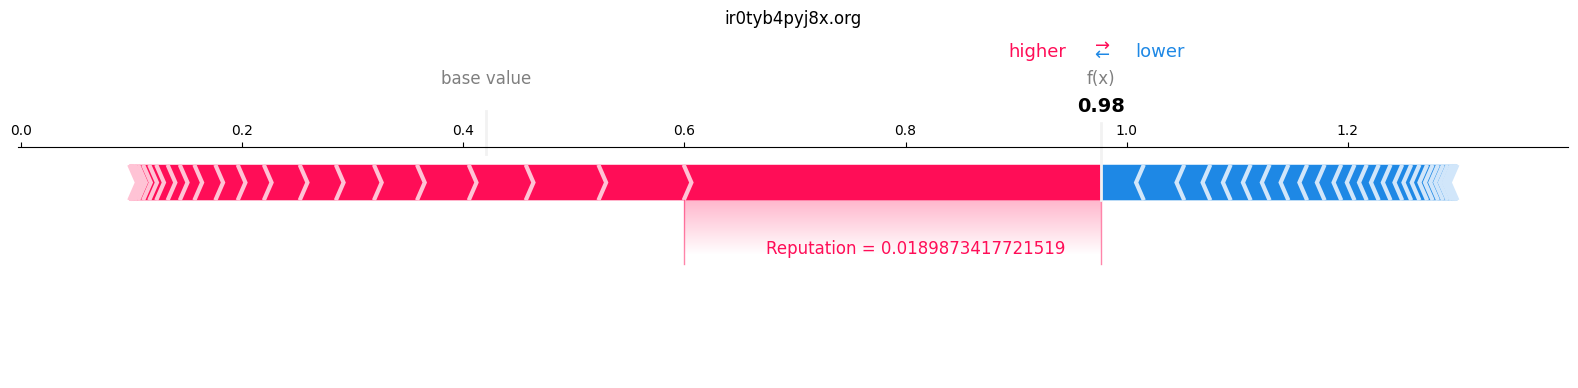 ir0tyb4pyj8x.org
higher ⇄ lower
base value f(x)
0.98
0.0 0.2 0.4 0.6 0.8 1.0 1.2
Reputation = 0.0189873417721519